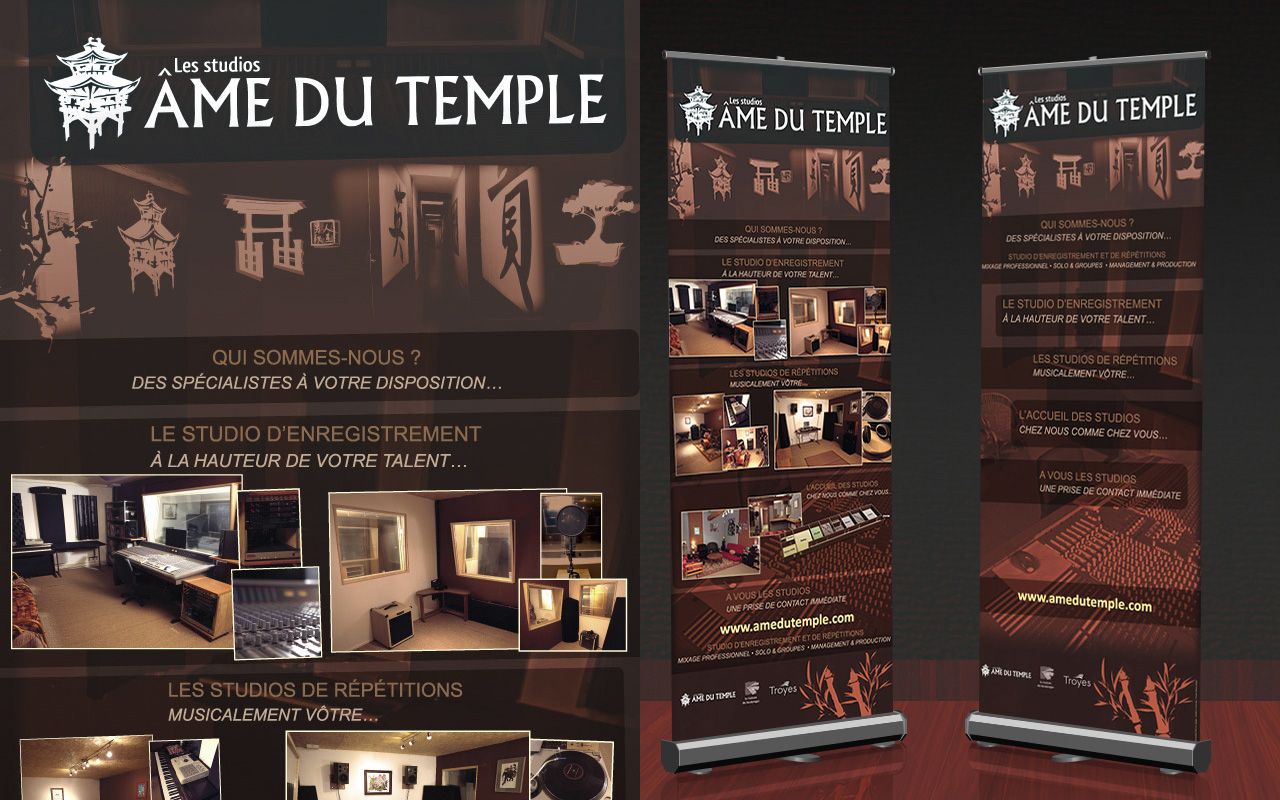 Les studios
ÂME DU TEMPLE
QUI SOMMES-NOUS ?
DES SPÉCIALISTES À VOTRE DISPOSITION…
LE STUDIO D'ENREGISTREMENT
À LA HAUTEUR DE VOTRE TALENT…
LES STUDIOS DE RÉPÉTITIONS
MUSICALEMENT VÔTRE…
Les studios
ÂME DU TEMPLE
QUI SOMMES-NOUS ?
DES SPÉCIALISTES À VOTRE DISPOSITION…
LE STUDIO D'ENREGISTREMENT
À LA HAUTEUR DE VOTRE TALENT…
LES STUDIOS DE RÉPÉTITIONS
MUSICALEMENT VÔTRE…
L'ACCUEIL DES STUDIOS
CHEZ NOUS COMME CHEZ VOUS…
A VOUS LES STUDIOS
UNE PRISE DE CONTACT IMMÉDIATE
www.amedutemple.com
STUDIO D'ENREGISTREMENT ET DE RÉPÉTITIONS
MIXAGE PROFESSIONNEL • SOLO & GROUPES • MANAGEMENT & PRODUCTION
ÂME DU TEMPLE
Troyes
Les studios
ÂME DU TEMPLE
QUI SOMMES-NOUS ?
DES SPÉCIALISTES À VOTRE DISPOSITION…
STUDIO D'ENREGISTREMENT ET DE RÉPÉTITIONS
MIXAGE PROFESSIONNEL • SOLO & GROUPES • MANAGEMENT & PRODUCTION
LE STUDIO D'ENREGISTREMENT
À LA HAUTEUR DE VOTRE TALENT…
LES STUDIOS DE RÉPÉTITIONS
MUSICALEMENT VÔTRE…
L'ACCUEIL DES STUDIOS
CHEZ NOUS COMME CHEZ VOUS…
A VOUS LES STUDIOS
UNE PRISE DE CONTACT IMMÉDIATE
www.amedutemple.com
ÂME DU TEMPLE
Troyes